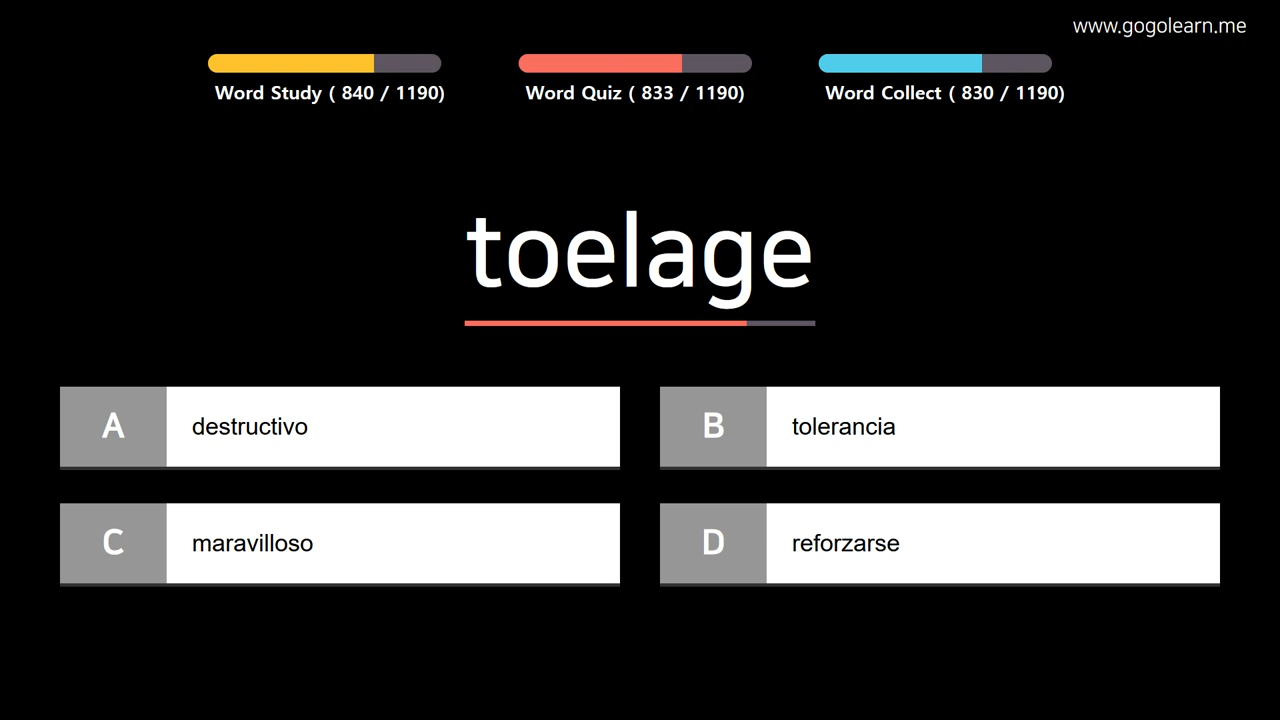 www.gogolearn.me
Word Study ( 840 / 1190)
Word Quiz ( 833 / 1190)
Word Collect ( 830 / 1190)
toelage
A destructivo
B tolerancia
C maravilloso
D reforzarse